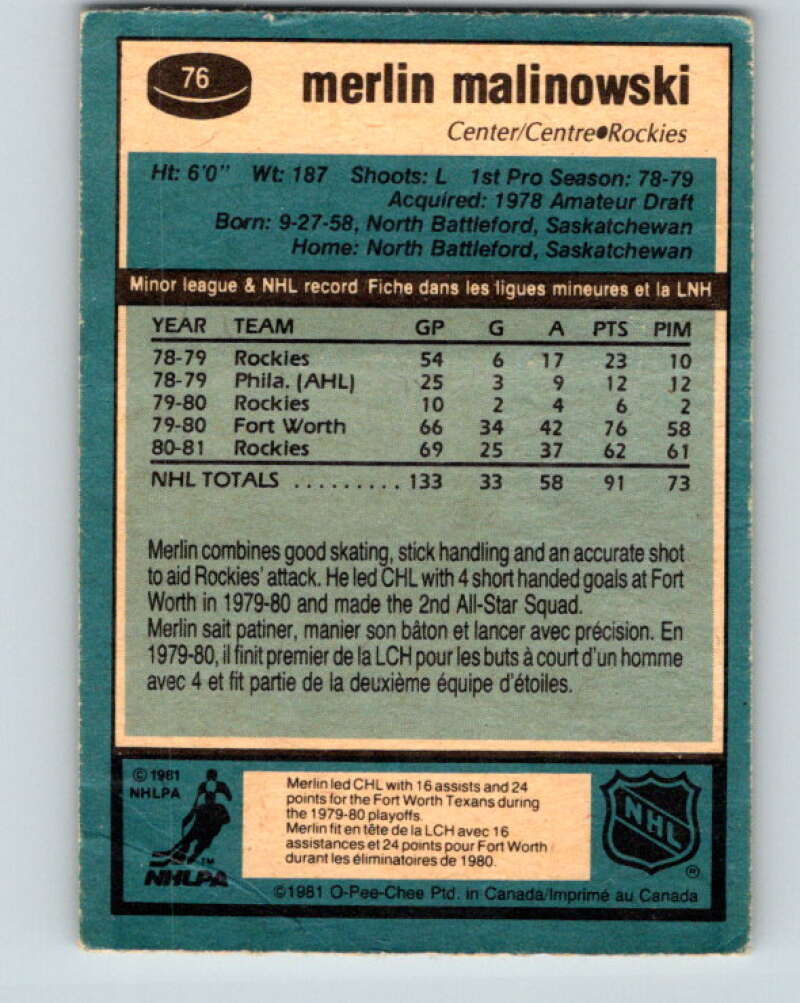 76
merlin malinowski
Center/Centre●Rockies
Ht: 6'0" Wt: 187 Shoots: L 1st Pro Season: 78-79
Acquired: 1978 Amateur Draft
Born: 9-27-58, North Battleford, Saskatchewan
Home: North Battleford, Saskatchewan
Minor league & NHL record Fiche dans les ligues mineures et la LNH
YEAR TEAM GP G A PTS PIM
78-79 Rockies 54 6 17 23 10
78-79 Phila. (AHL) 25 3 9 12 12
79-80 Rockies 10 2 4 6 2
79-80 Fort Worth 66 34 42 76 58
80-81 Rockies 69 25 37 62 61
NHL TOTALS ......... 133 33 58 91 73
Merlin combines good skating, stick handling and an accurate shot
to aid Rockies' attack. He led CHL with 4 short handed goals at Fort
Worth in 1979-80 and made the 2nd All-Star Squad.
Merlin sait patiner, manier son bâton et lancer avec précision. En
1979-80, il finit premier de la LCH pour les buts à court d'un homme
avec 4 et fit partie de la deuxième équipe d'étoiles.
©1981
NHLPA
TM
NHLPA
Merlin led CHL with 16 assists and 24
points for the Fort Worth Texans during
the 1979-80 playoffs.
Merlin fit en tête de la LCH avec 16
assistances et 24 points pour Fort Worth
durant les éliminatoires de 1980.
NHL
®
©1981 O-Pee-Chee Ptd. in Canada/Imprimé au Canada